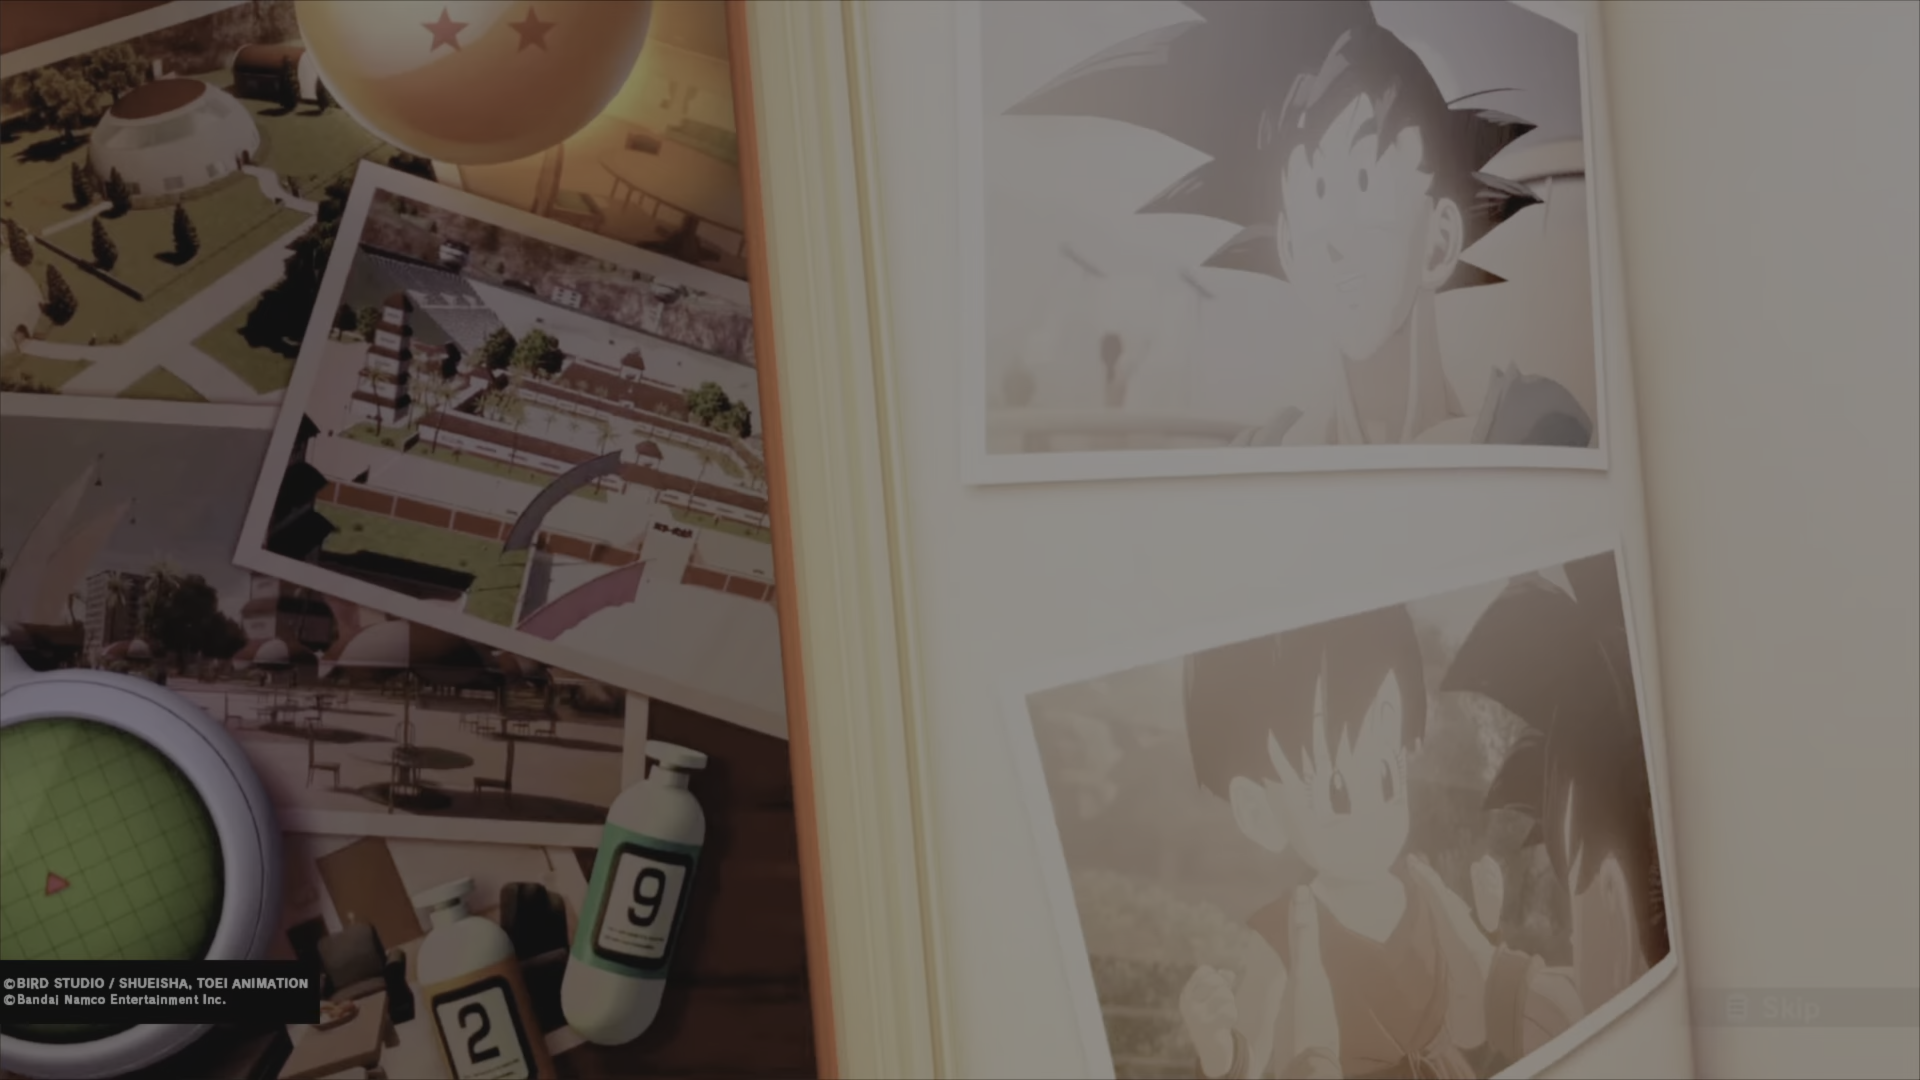 9
2
©BIRD STUDIO / SHUEISHA, TOEI ANIMATION
©Bandai Namco Entertainment Inc.
Skip